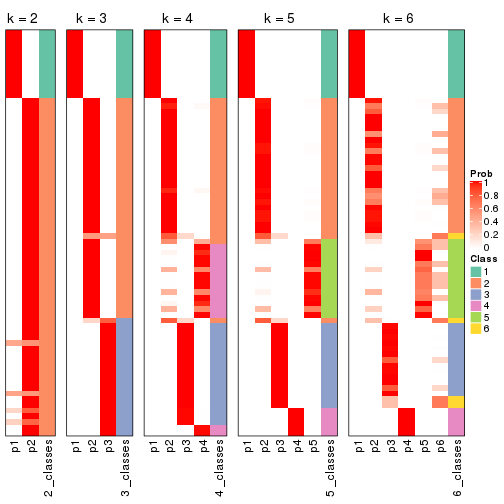 k = 2
k = 3
k = 4
k = 5
k = 6
p1
p2
2_classes
p1
p2
p3
3_classes
p1
p2
p3
p4
4_classes
p1
p2
p3
p4
p5
5_classes
p1
p2
p3
p4
p5
p6
6_classes
Prob
1
0.8
0.6
0.4
0.2
0
Class
1
2
3
4
5
6